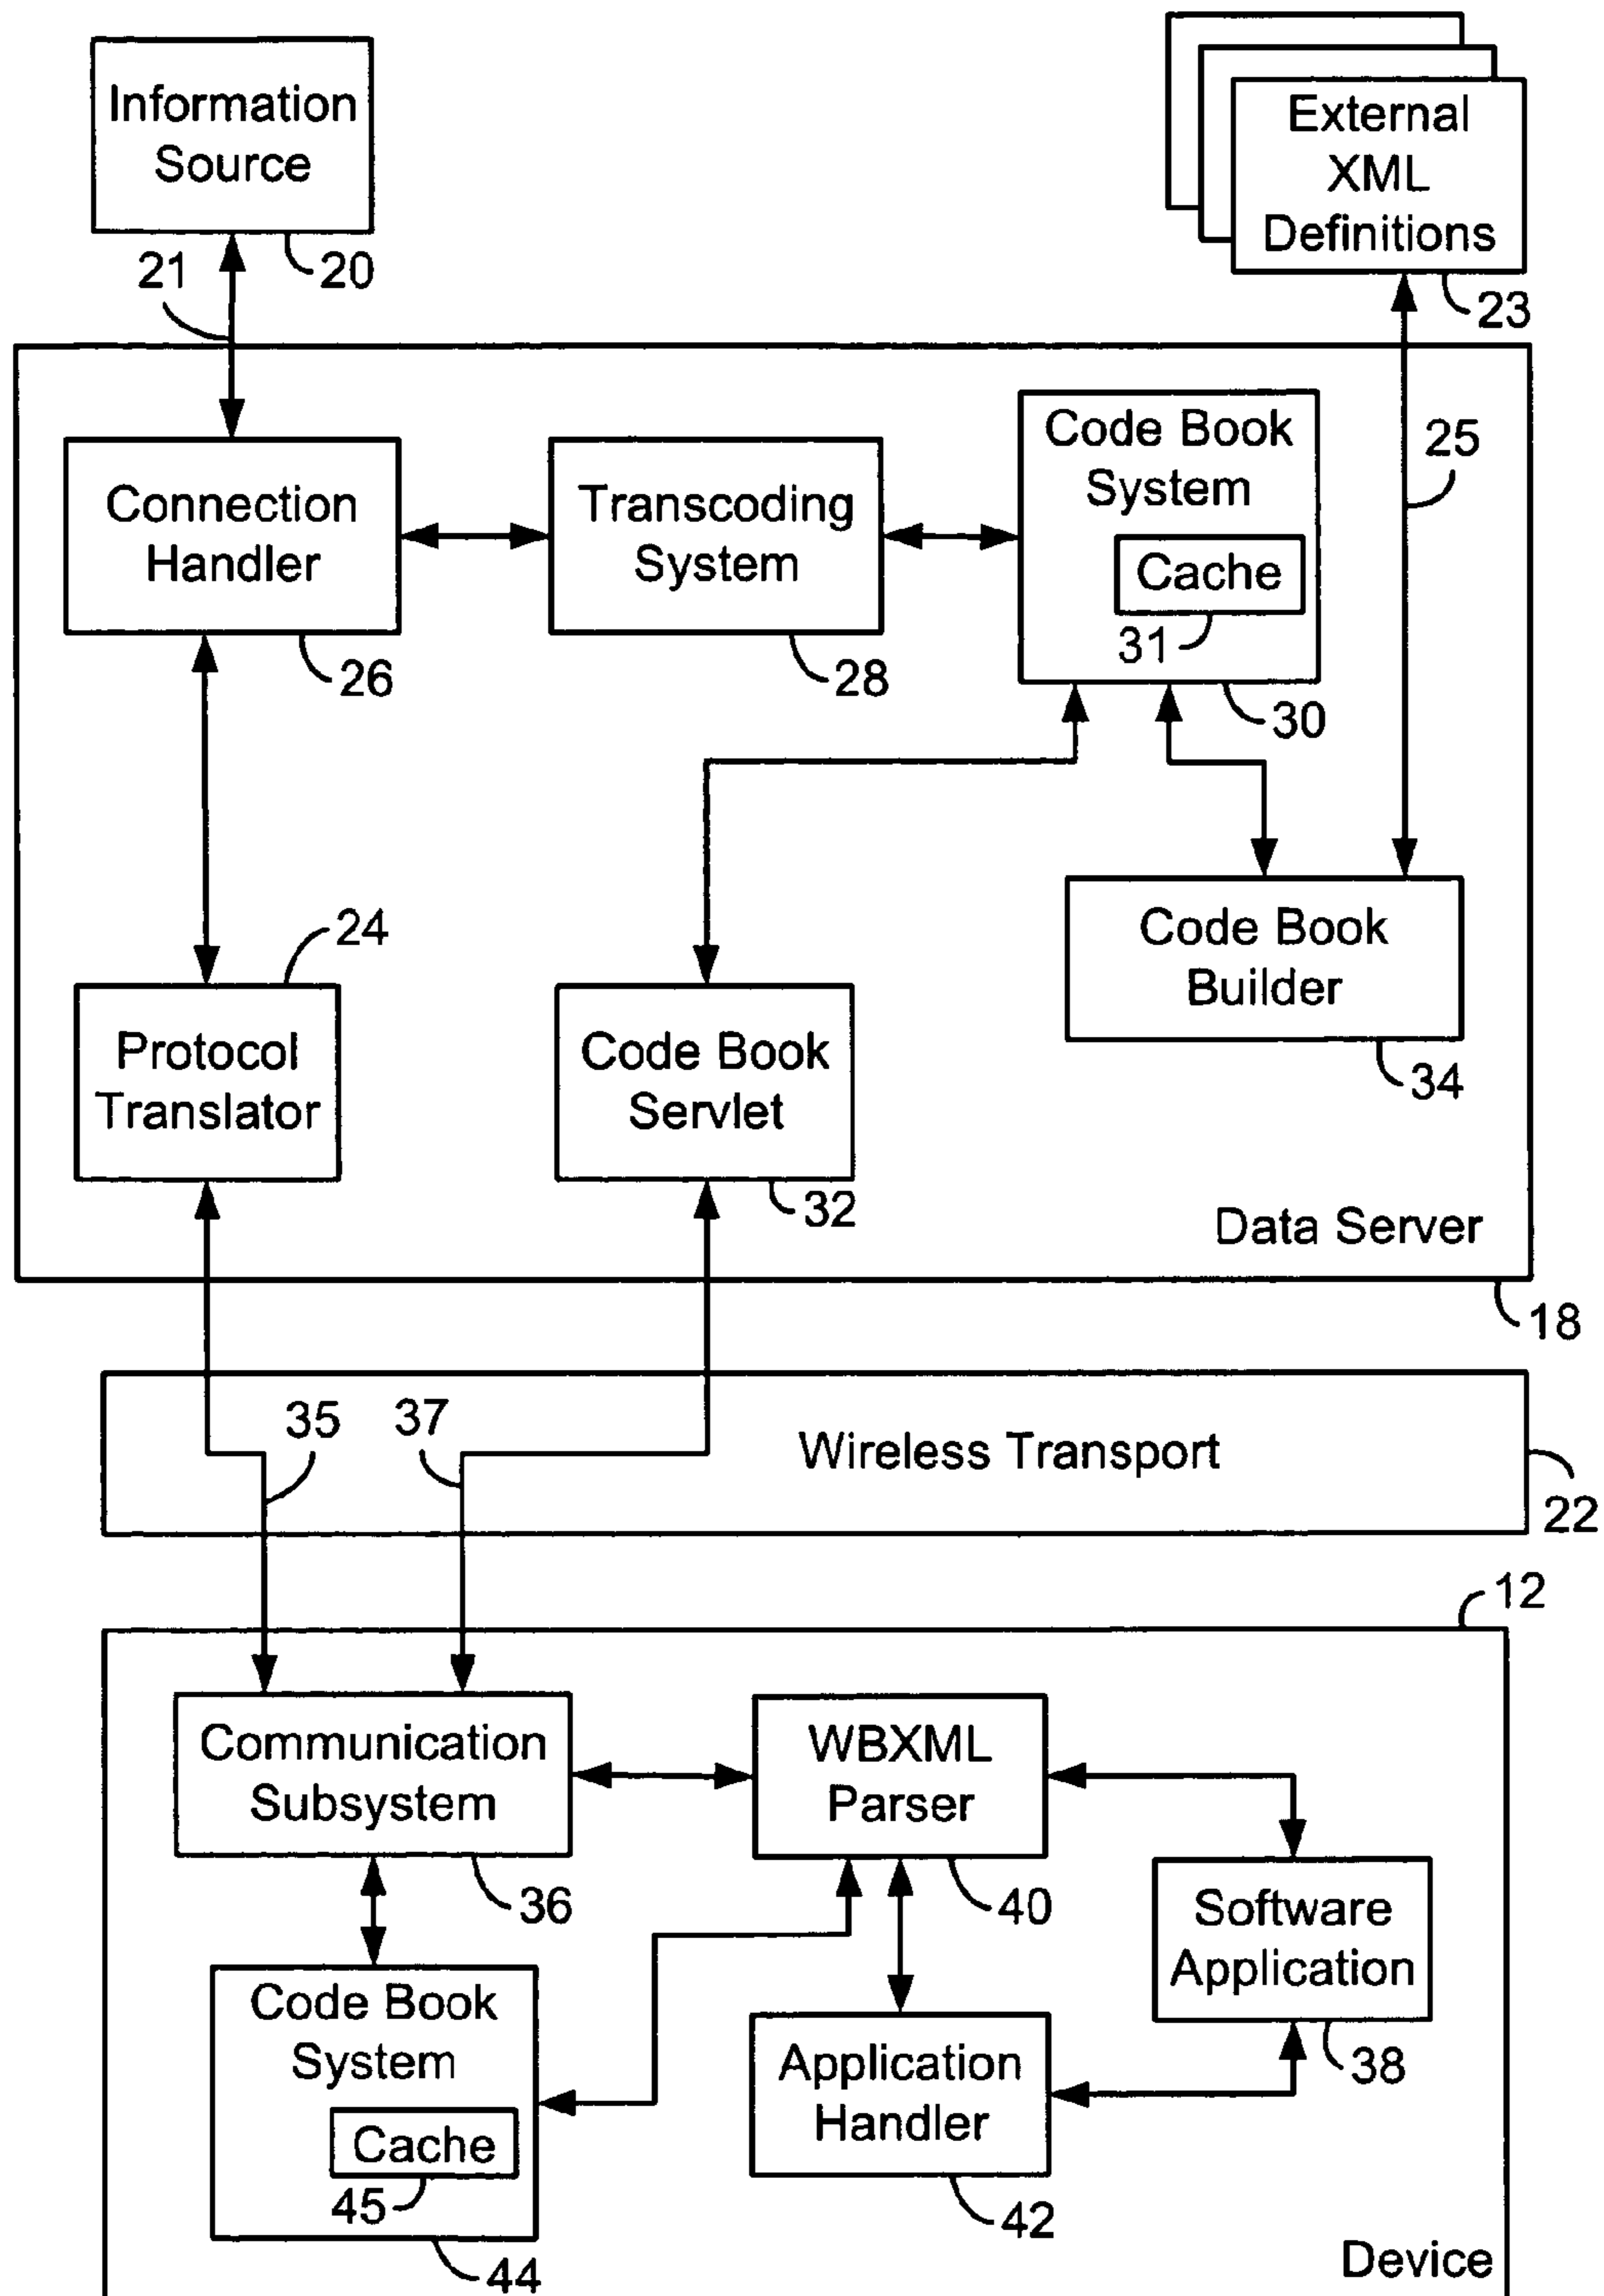 Information
Source
20
21
External
XML
Definitions
23
25
Connection
Handler
26
Transcoding
System
28
Code Book
System
Cache
31
30
24
Protocol
Translator
Code Book
Servlet
32
Code Book
Builder
34
Data Server
18
35
37
Wireless Transport
22
12
Communication
Subsystem
36
WBXML
Parser
40
Software
Application
38
Code Book
System
Cache
45
44
Application
Handler
42
Device